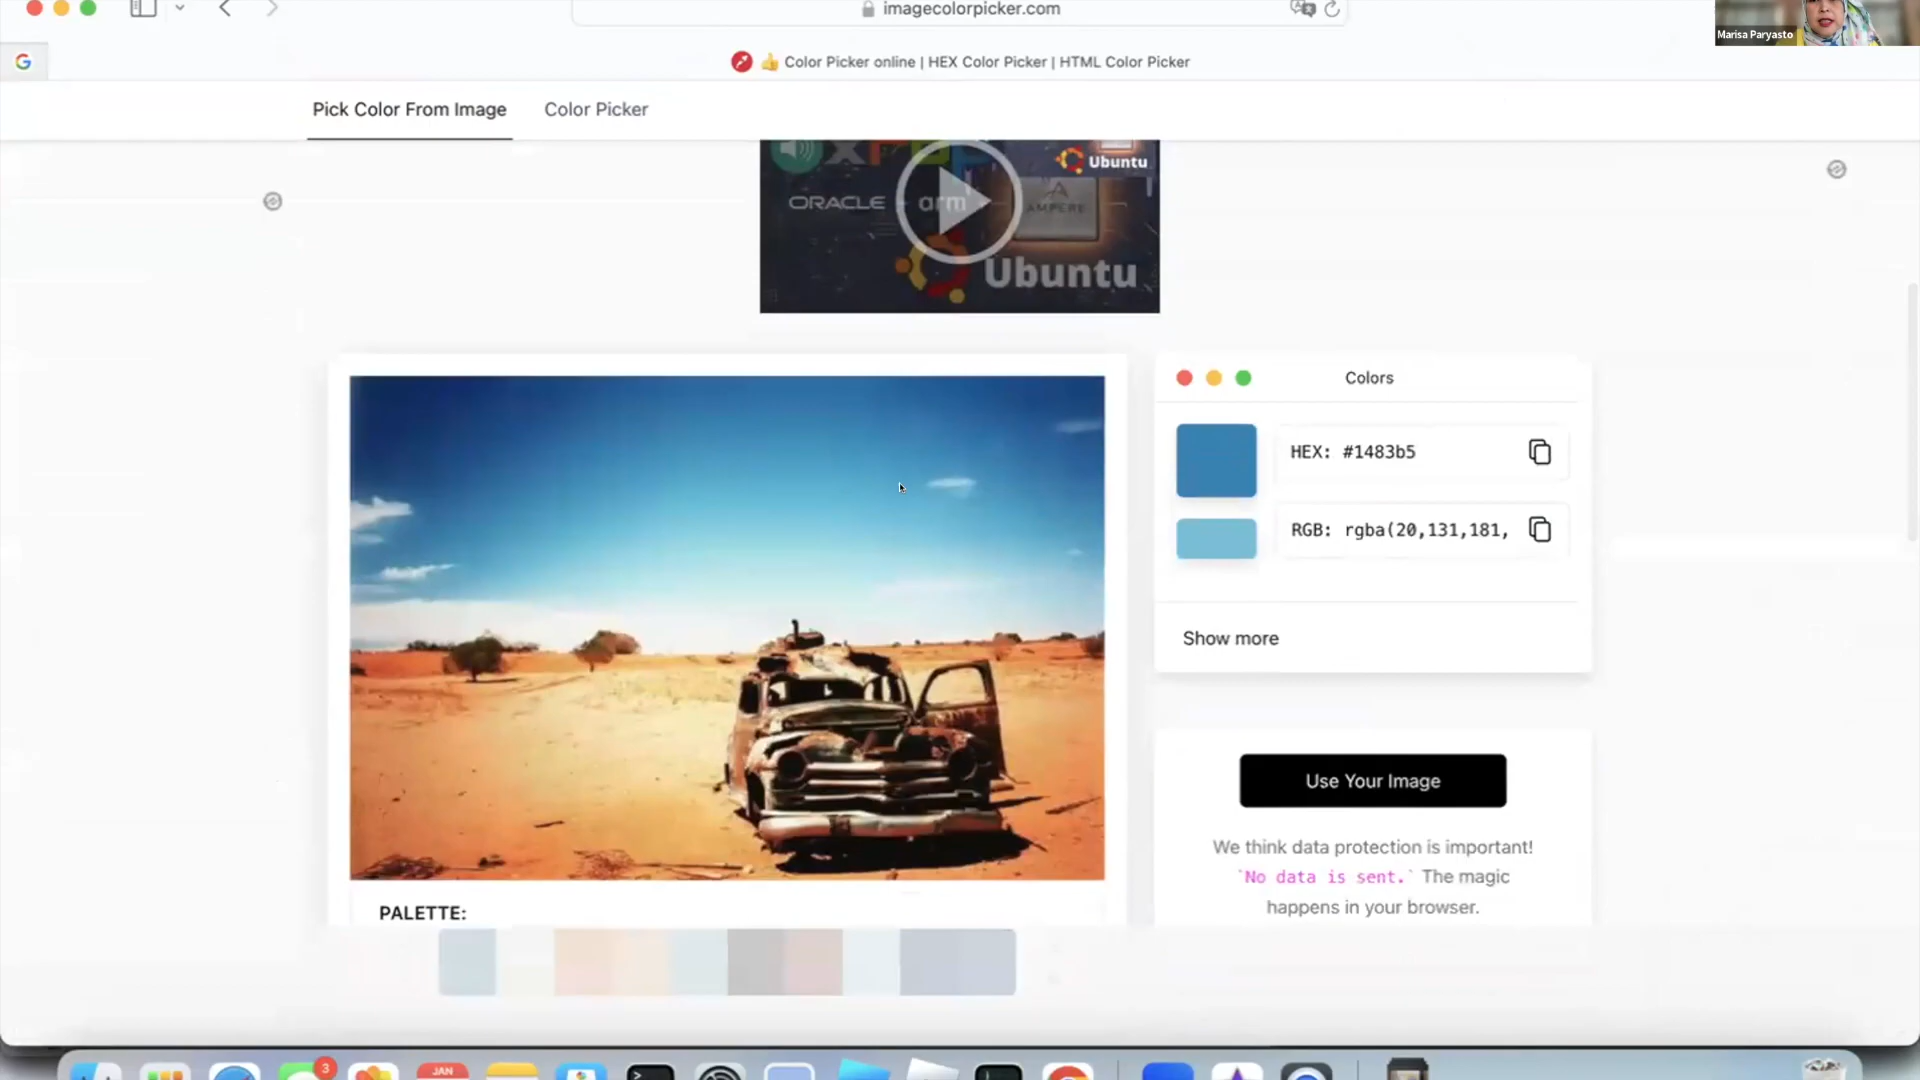 imagecolorpicker.com
Marisa Paryasto
Color Picker online | HEX Color Picker | HTML Color Picker
Pick Color From Image
Color Picker
Ubuntu
ORACLE
arm
AMPERE
Ubuntu
Colors
HEX: #1483b5
RGB: rgba(20,131,181,
Show more
Use Your Image
We think data protection is important!
`No data is sent.` The magic
happens in your browser.
PALETTE:
3
JAN